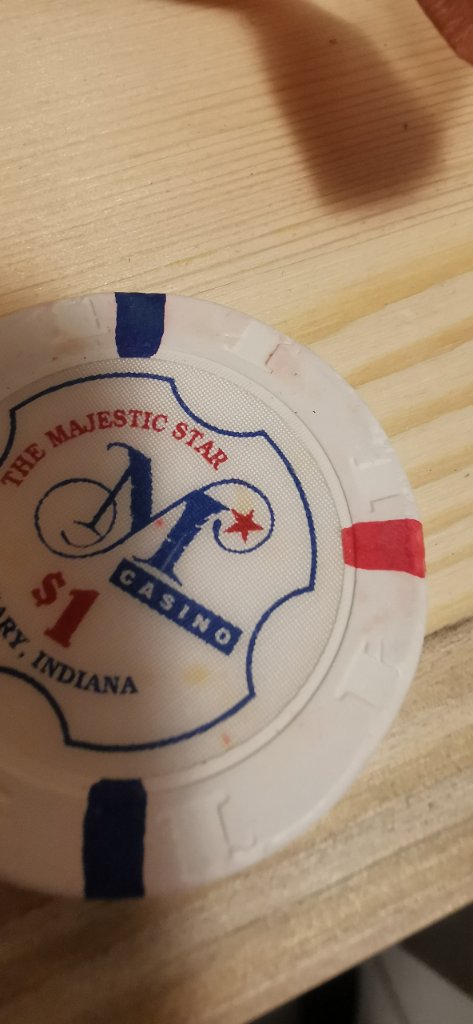 THE MAJESTIC STAR
M
CASINO
$1
ARY, INDIANA